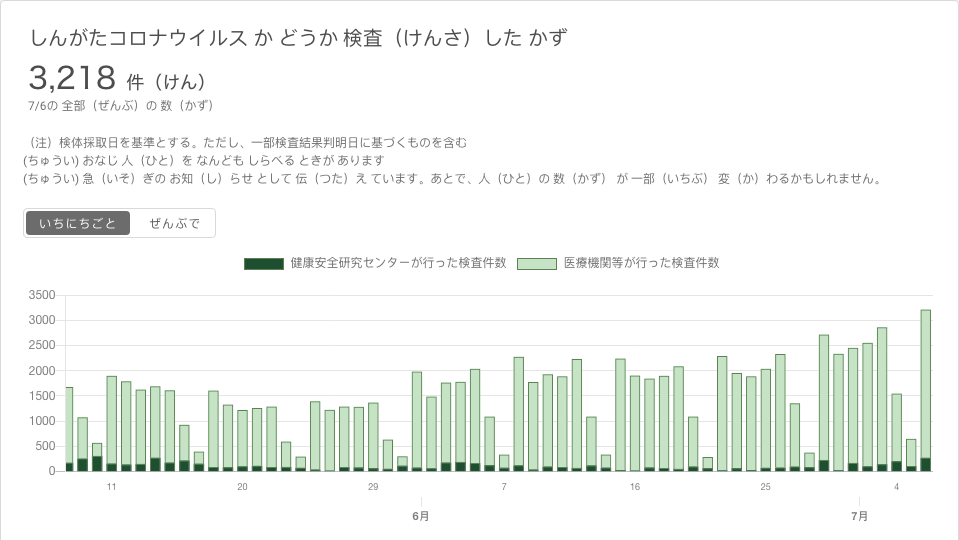 しんがたコロナウイルス か どうか 検査（けんさ）した かず
3,218 件（けん）
7/6の 全部（ぜんぶ）の 数（かず）
（注）検体採取日を基準とする。ただし、一部検査結果判明日に基づくものを含む
(ちゅうい) おなじ 人（ひと）を なんども しらべる ときが あります
(ちゅうい) 急（いそ）ぎの お知（し）らせ として 伝（つた）え ています。あとで、人（ひと）の 数（かず） が 一部（いちぶ） 変（か）わるかもしれません。
いちにちごと ぜんぶで
健康安全研究センターが行った検査件数 医療機関等が行った検査件数
3500
3000
2500
2000
1500
1000
500
0
11 20 29 7 16 25 4
6月 7月